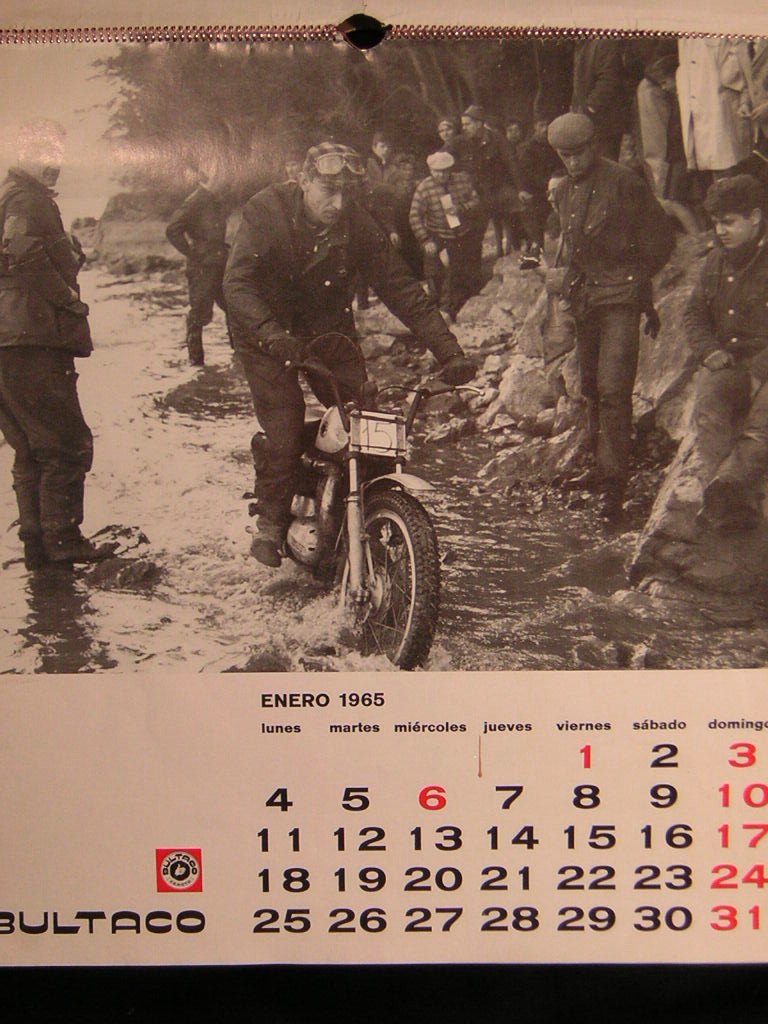 15
ENERO 1965
lunes martes miércoles jueves viernes sábado domingo
1 2 3
4 5 6 7 8 9 10
11 12 13 14 15 16 17
18 19 20 21 22 23 24
BULTACO
25 26 27 28 29 30 31
BULTACO